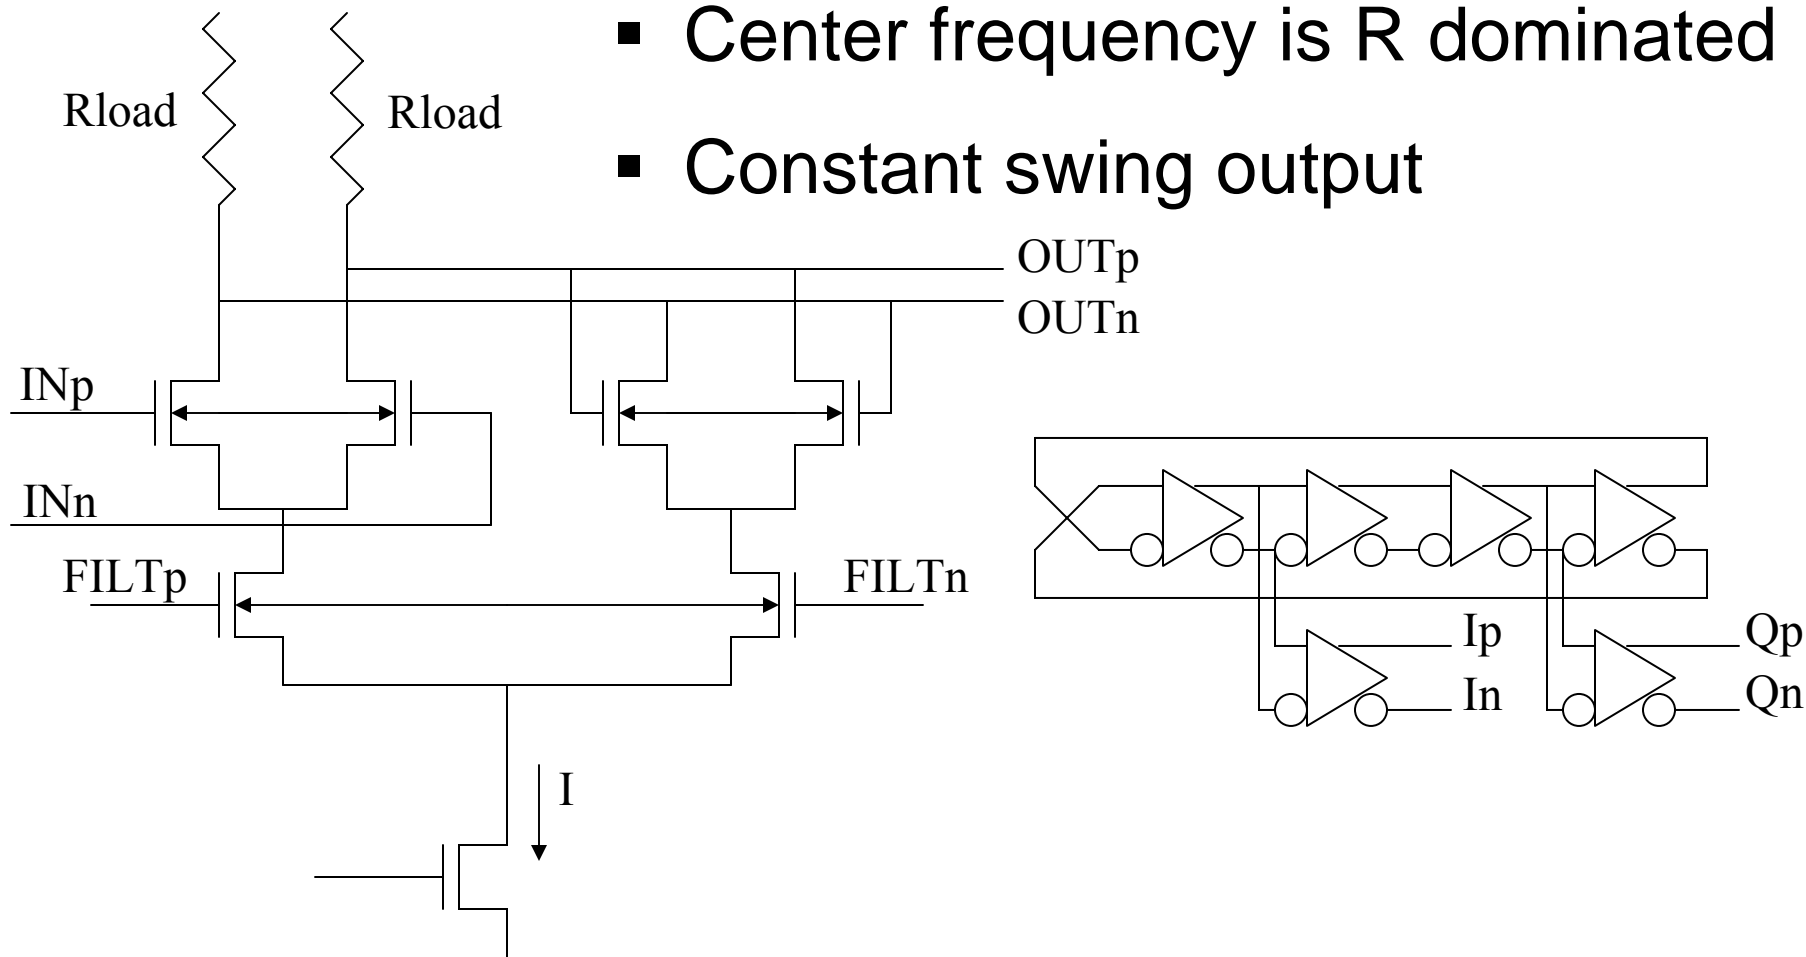 ▪ Center frequency is R dominated
▪ Constant swing output
Rload
Rload
OUTp
OUTn
INp
INn
FILTp
FILTn
I
Ip
In
Qp
Qn